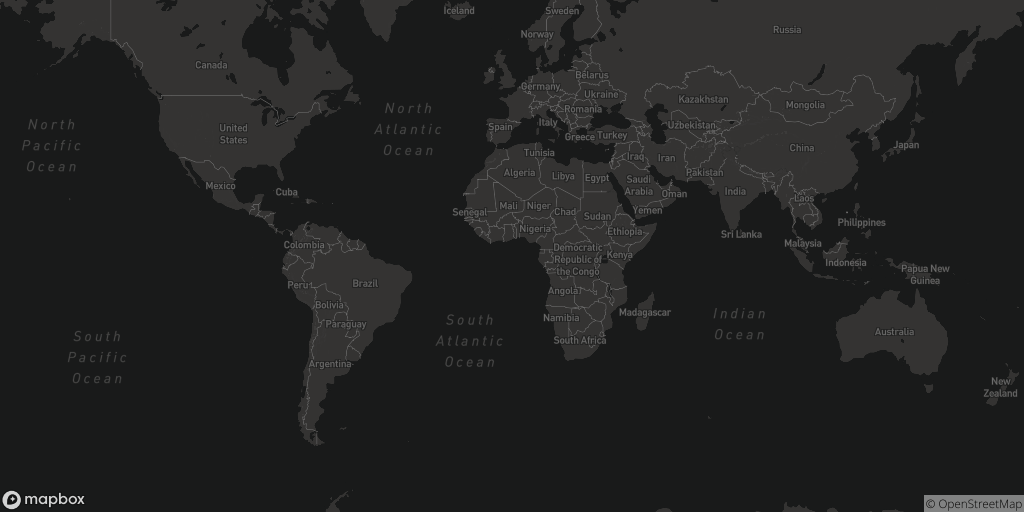 Iceland
Sweden
Norway
Russia
Canada
Belarus
Germany
Ukraine
Kazakhstan
Mongolia
Romania
North
Pacific
Ocean
North
Atlantic
Ocean
United
States
Spain
Italy
Greece
Turkey
Uzbekistan
China
Japan
Tunisia
Iraq
Iran
Algeria
Libya
Egypt
Pakistan
Saudi
Arabia
Oman
India
Mexico
Cuba
Laos
Senegal
Mali
Niger
Chad
Sudan
Yemen
Philippines
Nigeria
Ethiopia
Sri Lanka
Colombia
Democratic
Republic of
the Congo
Kenya
Malaysia
Indonesia
Papua New
Guinea
Peru
Brazil
Angola
Bolivia
Namibia
Madagascar
Paraguay
South
Pacific
Ocean
South
Atlantic
Ocean
Indian
Ocean
South Africa
Australia
Argentina
New
Zealand
mapbox
© OpenStreetMap